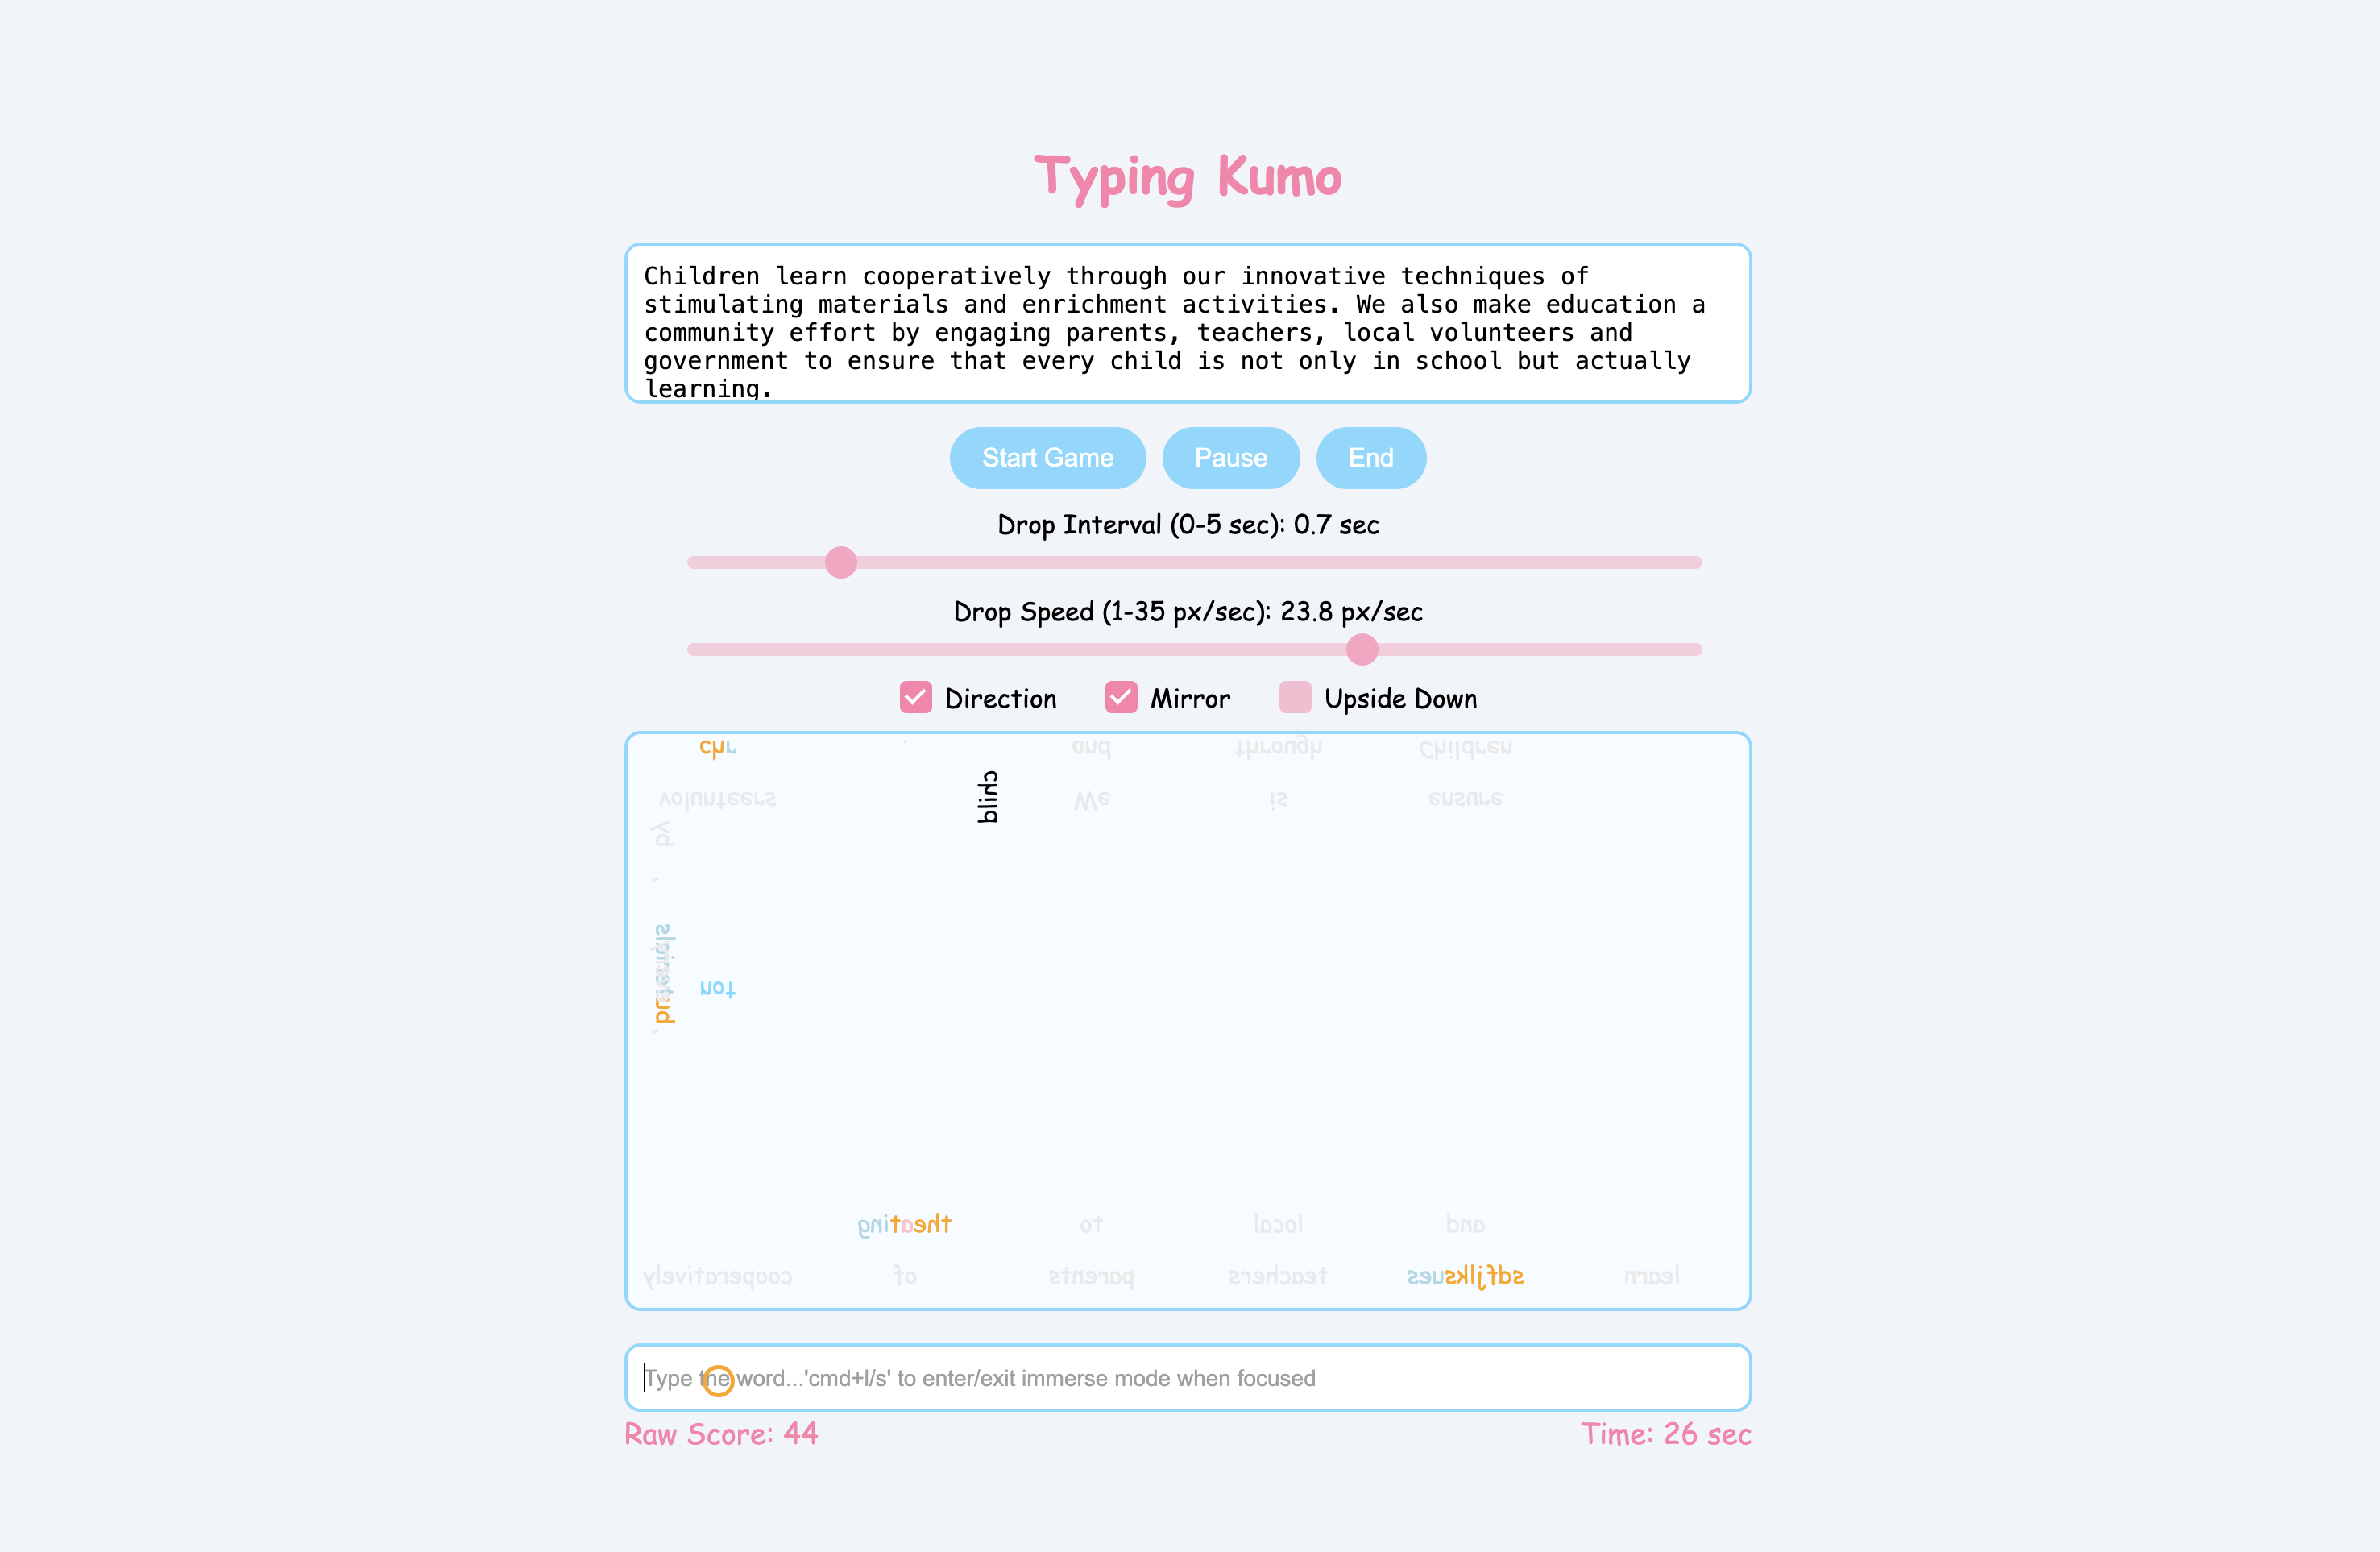 Typing Kumo
Children learn cooperatively through our innovative techniques of
stimulating materials and enrichment activities. We also make education a
community effort by engaging parents, teachers, local volunteers and
government to ensure that every child is not only in school but actually
learning.
Start Game Pause End
Drop Interval (0-5 sec): 0.7 sec
Drop Speed (1-35 px/sec): 23.8 px/sec
Direction Mirror Upside Down
chr . and through Children
child
volunteers We is ensure
by
,
not
theating to local and
cooperatively of parents teachers sdfjlksues learn
Type the word...'cmd+l/s' to enter/exit immerse mode when focused
Raw Score: 44 Time: 26 sec